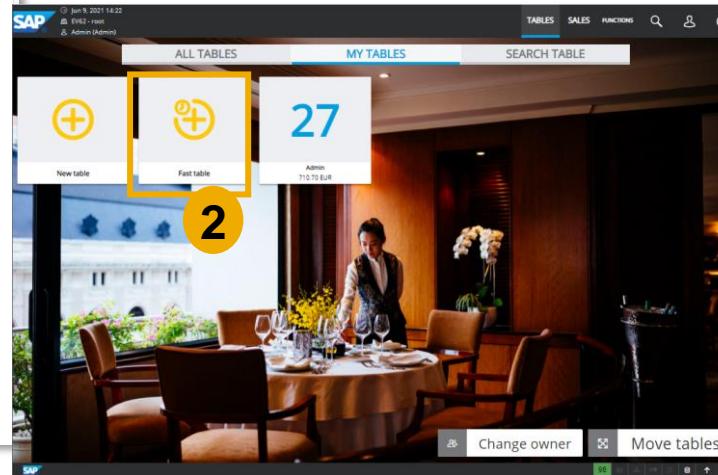 SAP
Jun 9, 2021 14:22
EV62 - root
Admin (Admin)
TABLES SALES FUNCTIONS
ALL TABLES MY TABLES SEARCH TABLE
27
New table
Fast table
Admin
710.70 EUR
2
Change owner
Move tables
SAP
98